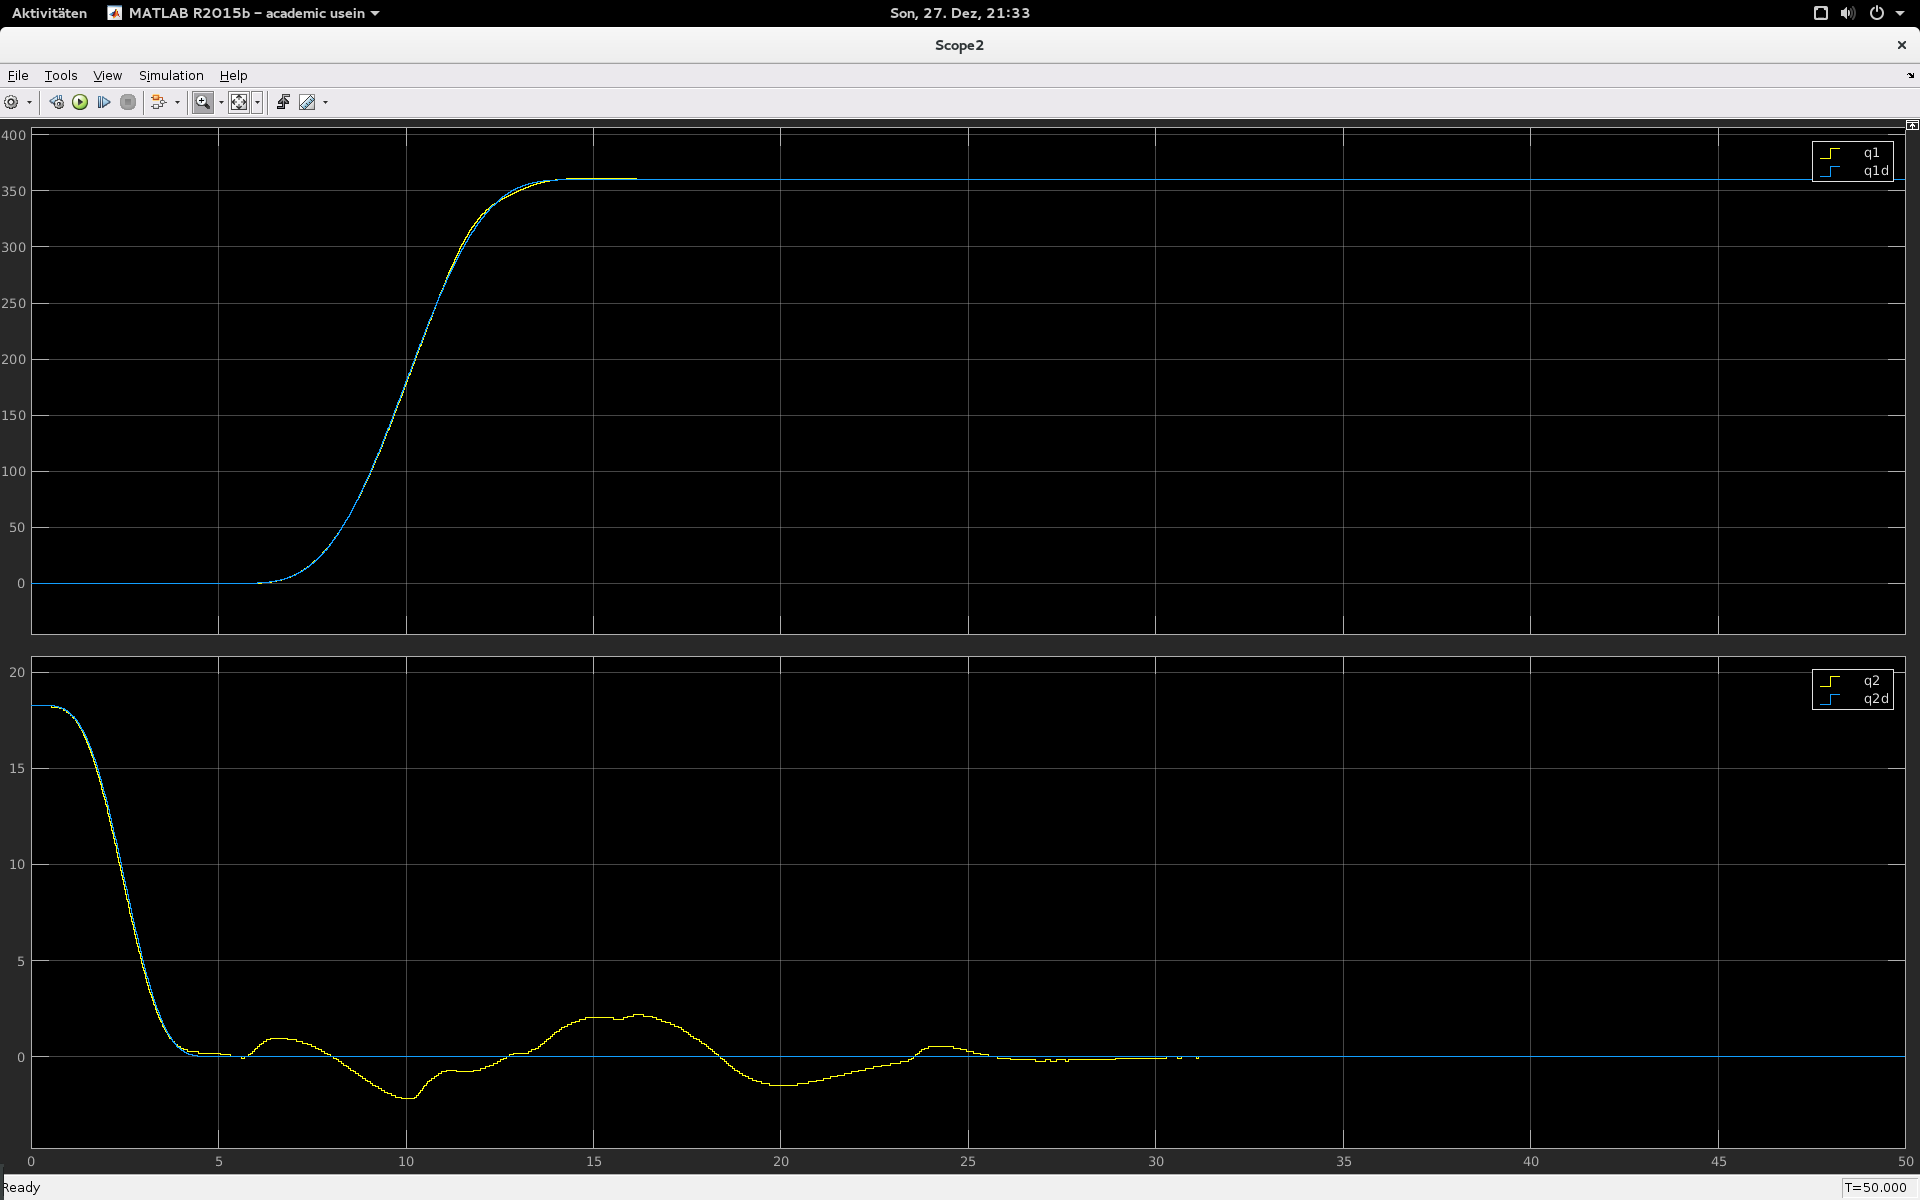 Aktivitäten MATLAB R2015b – academic usein Son, 27. Dez, 21:33
Scope2
File Tools View Simulation Help
400
350
300
250
200
150
100
50
0
q1
q1d
20
15
10
5
0
q2
q2d
0 5 10 15 20 25 30 35 40 45 50
Ready T=50.000